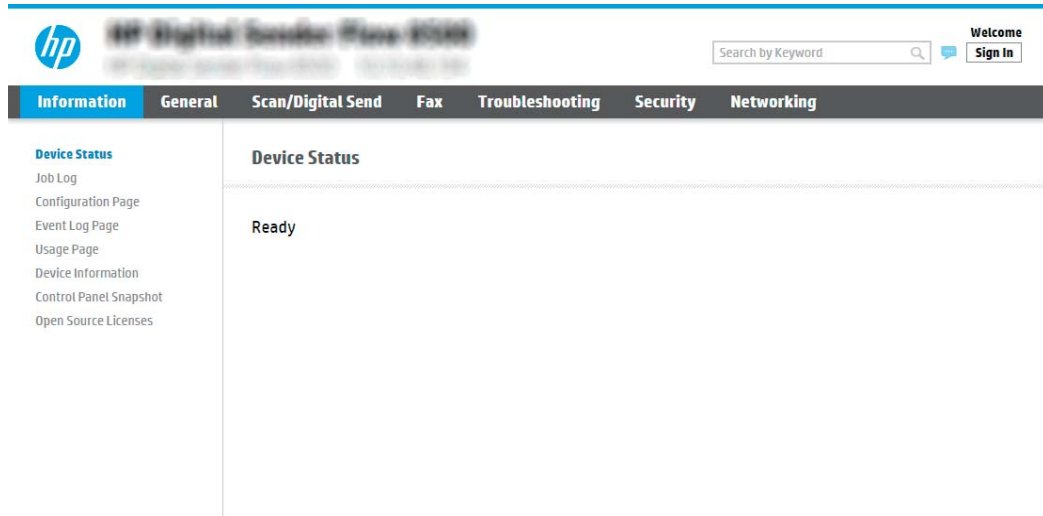 hp
Welcome
Search by Keyword
Sign In
Information General Scan/Digital Send Fax Troubleshooting Security Networking
Device Status
Job Log
Configuration Page
Event Log Page
Usage Page
Device Information
Control Panel Snapshot
Open Source Licenses
Device Status
Ready